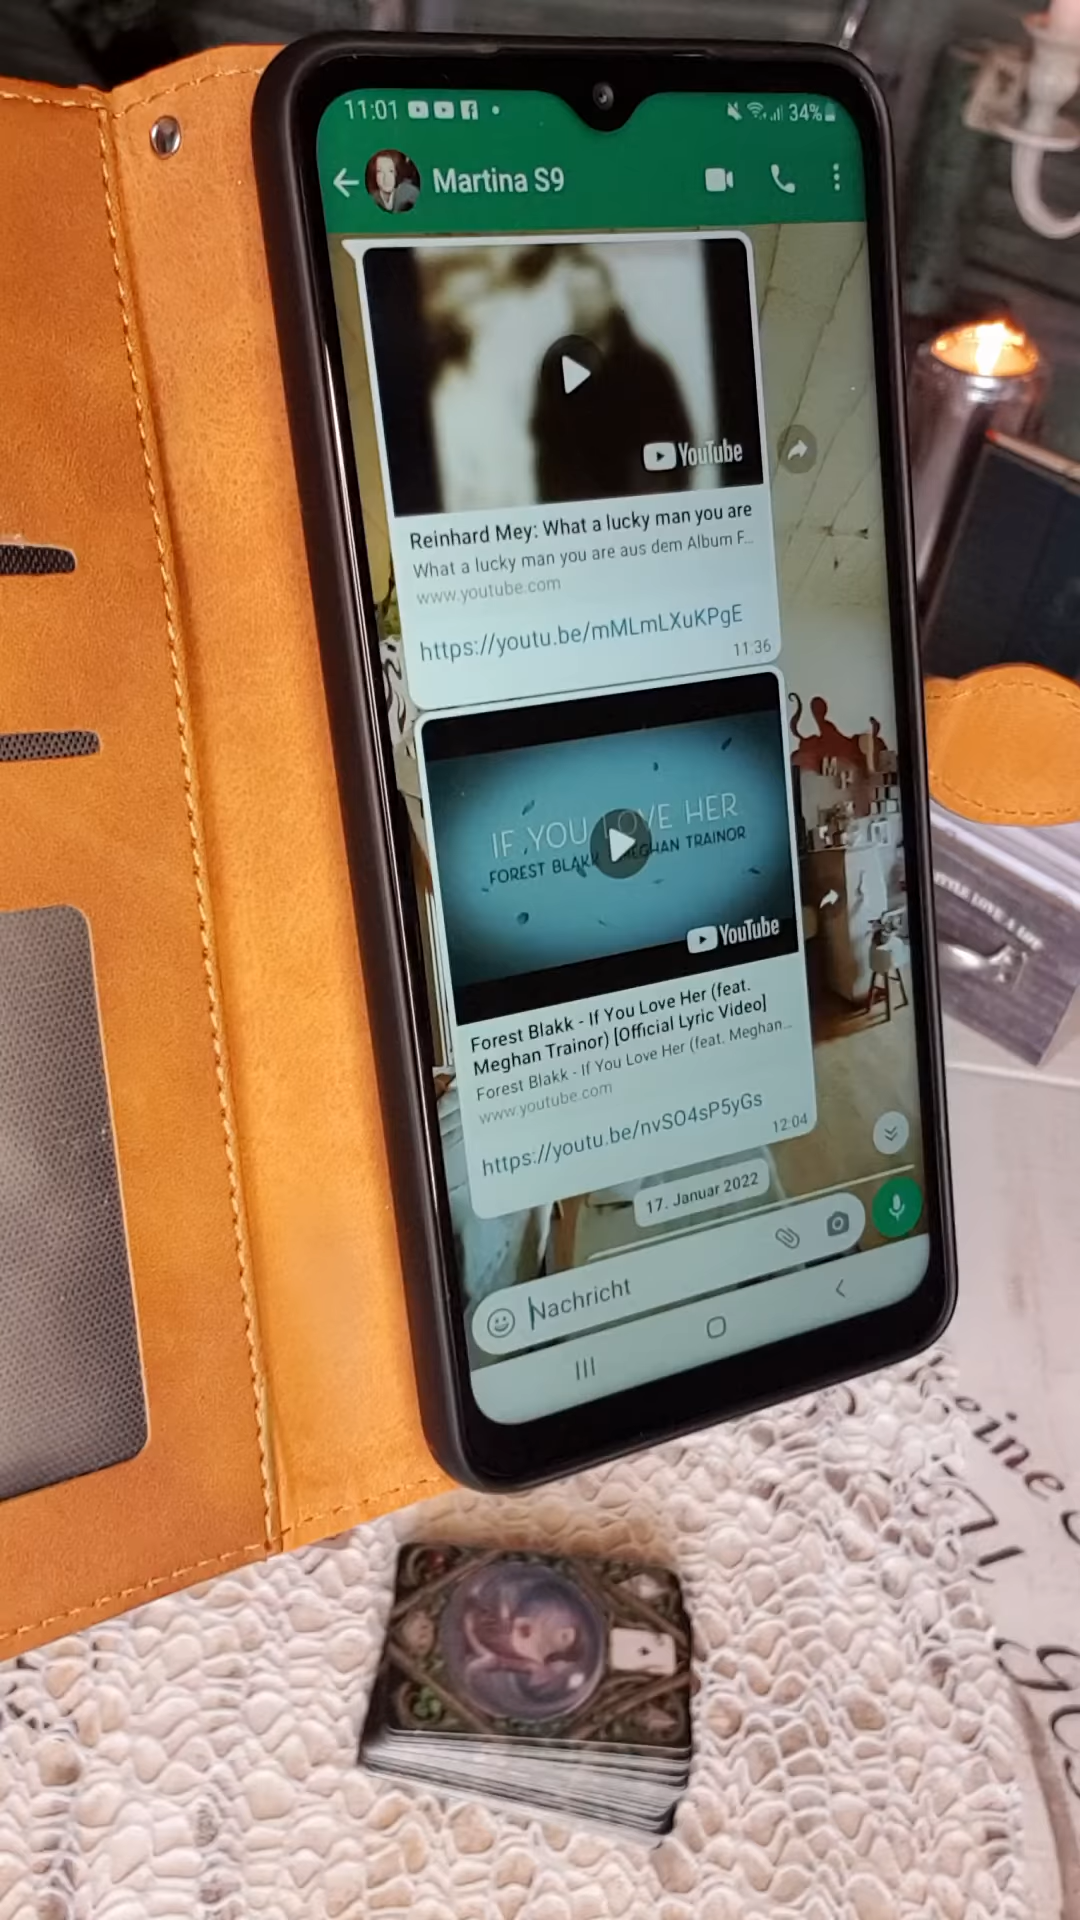 11:01
34%
Martina S9
YouTube
Reinhard Mey: What a lucky man you are
What a lucky man you are aus dem Album F...
www.youtube.com
https://youtu.be/mMLmLXuKPgE
11:36
IF YOU LOVE HER
FOREST BLAKK MEGHAN TRAINOR
YouTube
Forest Blakk - If You Love Her (feat.
Meghan Trainor) [Official Lyric Video]
Forest Blakk - If You Love Her (feat. Meghan...
www.youtube.com
https://youtu.be/nvSO4sP5yGs
12:04
17. Januar 2022
Nachricht
LOVE A LOT